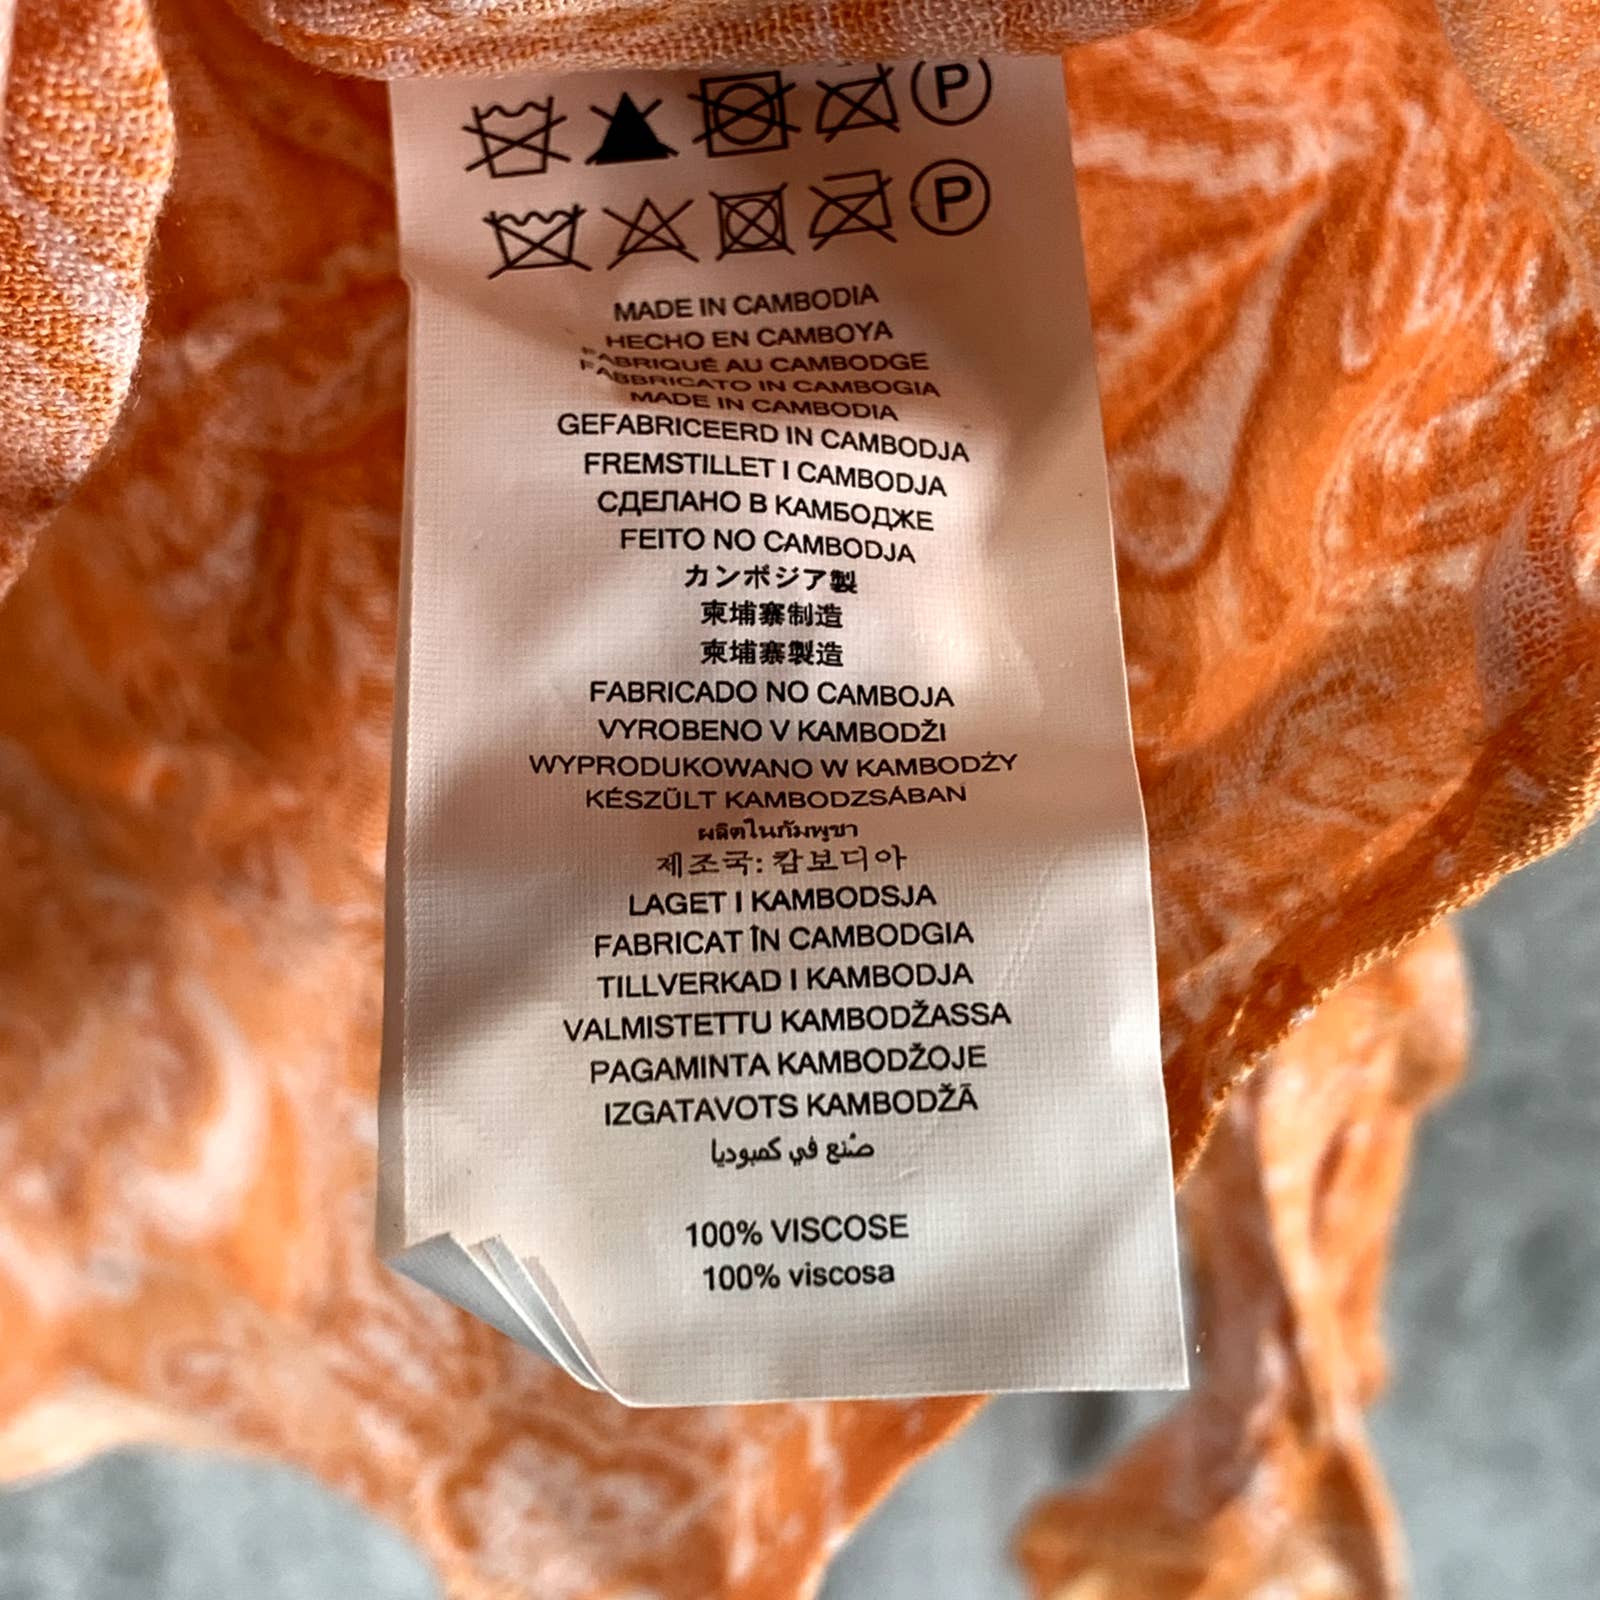 P
P
MADE IN CAMBODIA
HECHO EN CAMBOYA
FABRIQUÉ AU CAMBODGE
FABBRICATO IN CAMBOGIA
MADE IN CAMBODIA
GEFABRICEERD IN CAMBODJA
FREMSTILLET I CAMBODJA
СДЕЛАНО В КАМБОДЖЕ
FEITO NO CAMBODJA
カンポジア製
柬埔寨制造
柬埔寨製造
FABRICADO NO CAMBOJA
VYROBENO V KAMBODŽI
WYPRODUKOWANO W KAMBODŻY
KÉSZÜLT KAMBODZSÁBAN
ผลิตในกัมพูชา
제조국: 캄보디아
LAGET I KAMBODSJA
FABRICAT ÎN CAMBODGIA
TILLVERKAD I KAMBODJA
VALMISTETTU KAMBODŽASSA
PAGAMINTA KAMBODŽOJE
IZGATAVOTS KAMBODŽĀ
صُنع في كمبوديا
100% VISCOSE
100% viscosa